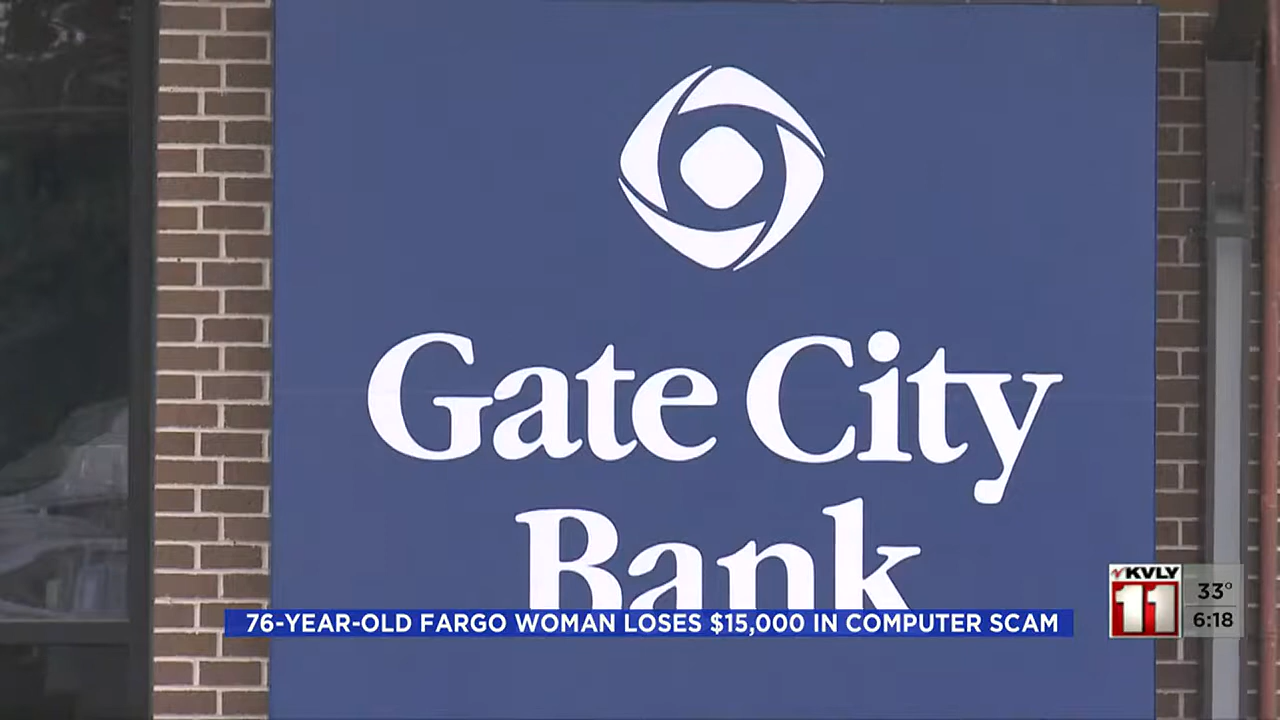 Gate City
Bank
76-YEAR-OLD FARGO WOMAN LOSES $15,000 IN COMPUTER SCAM
KVLY
11
33°
6:18